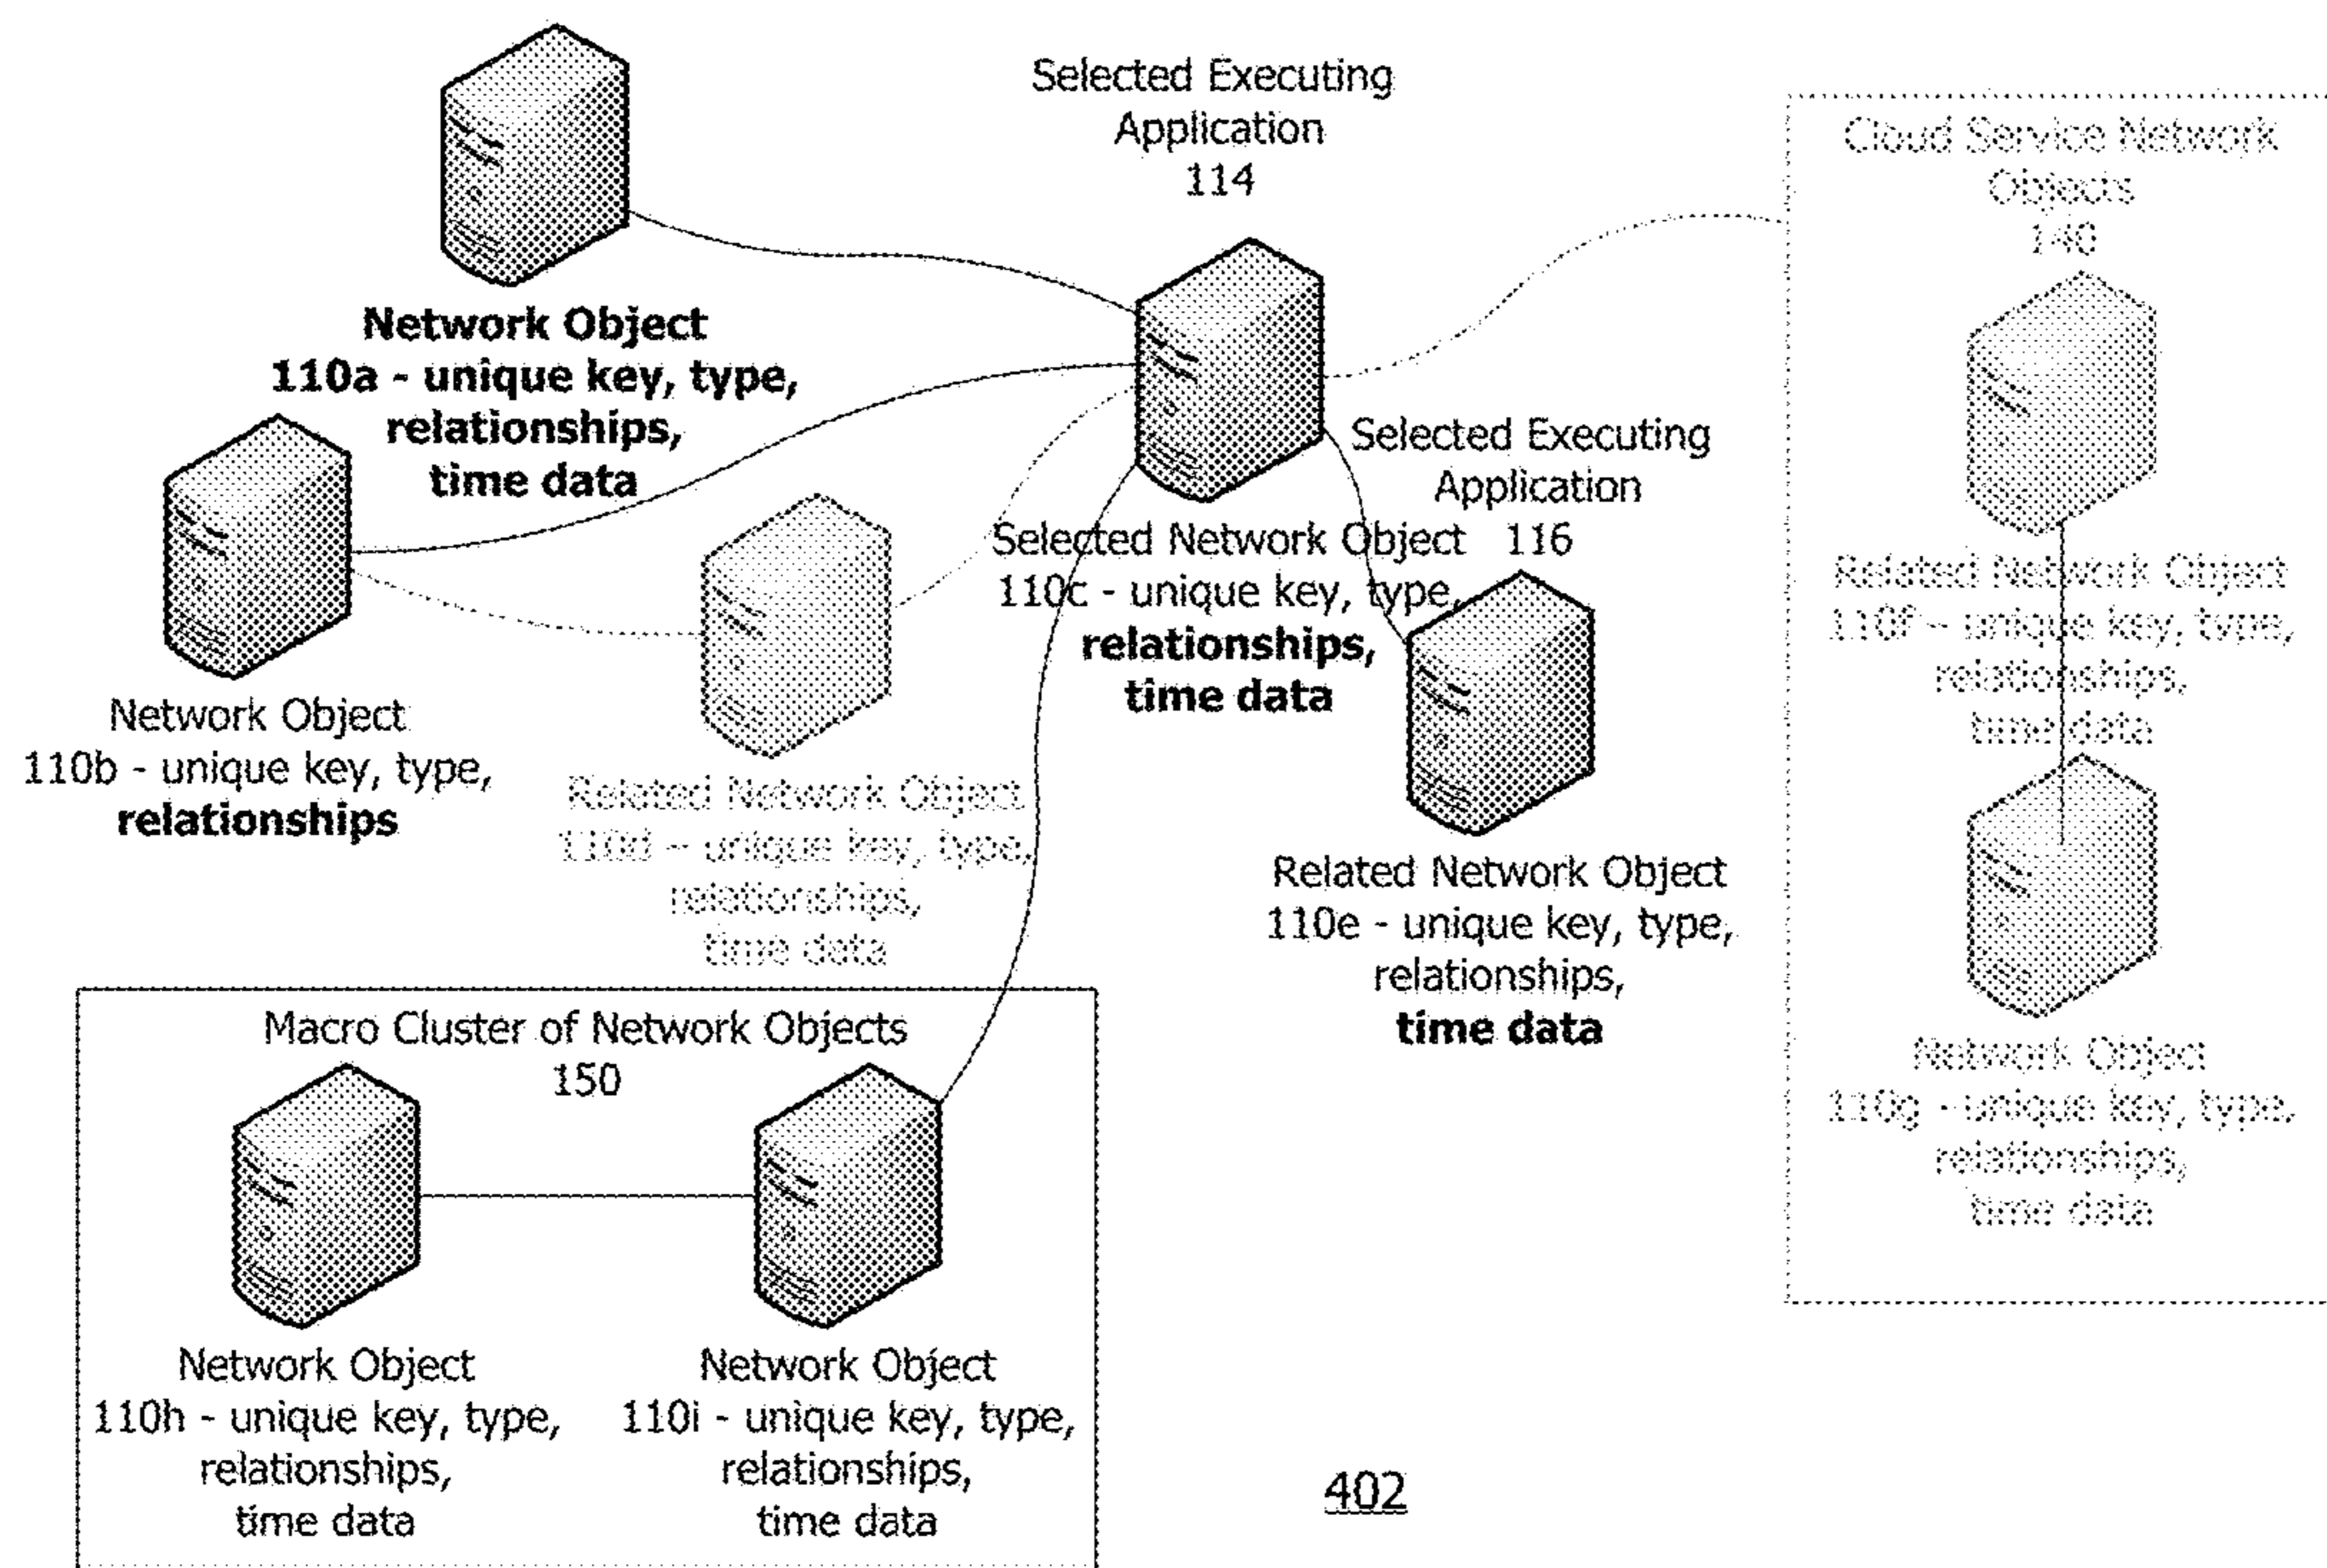 Selected Executing
Application
114
Cloud Service Network
Objects
140
Network Object
110a - unique key, type,
relationships,
time data
Selected Executing
Application
116
Selected Network Object
110c - unique key, type,
relationships,
time data
Related Network Object
110f - unique key, type,
relationships,
time data
Network Object
110b - unique key, type,
relationships
Related Network Object
110d - unique key, type,
relationships,
time data
Related Network Object
110e - unique key, type,
relationships,
time data
Network Object
110g - unique key, type,
relationships,
time data
Macro Cluster of Network Objects
150
Network Object
110h - unique key, type,
relationships,
time data
Network Object
110i - unique key, type,
relationships,
time data
402